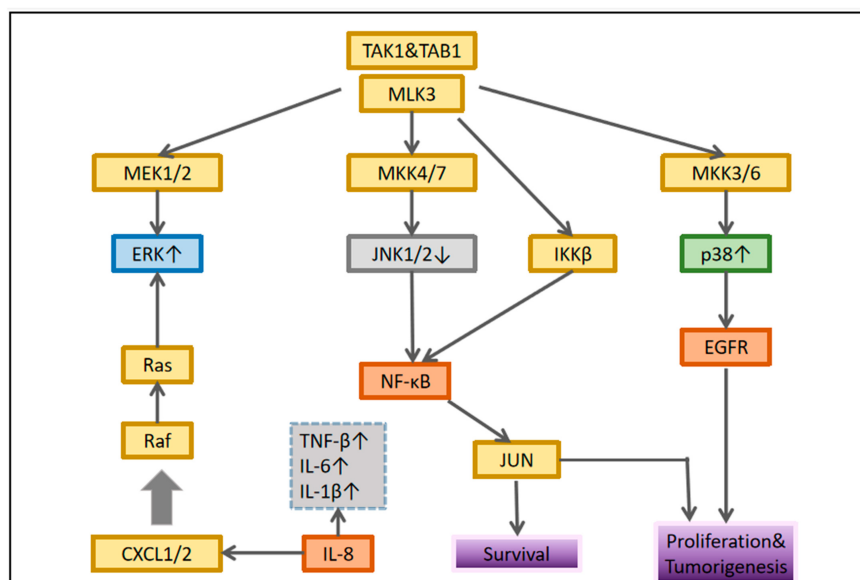 TAK1&TAB1
MLK3
MEK1/2
MKK4/7
MKK3/6
ERK↑
JNK1/2↓
IKKβ
p38↑
Ras
NF-κB
EGFR
Raf
TNF-β↑
IL-6↑
IL-1β↑
JUN
CXCL1/2
IL-8
Survival
Proliferation&
Tumorigenesis